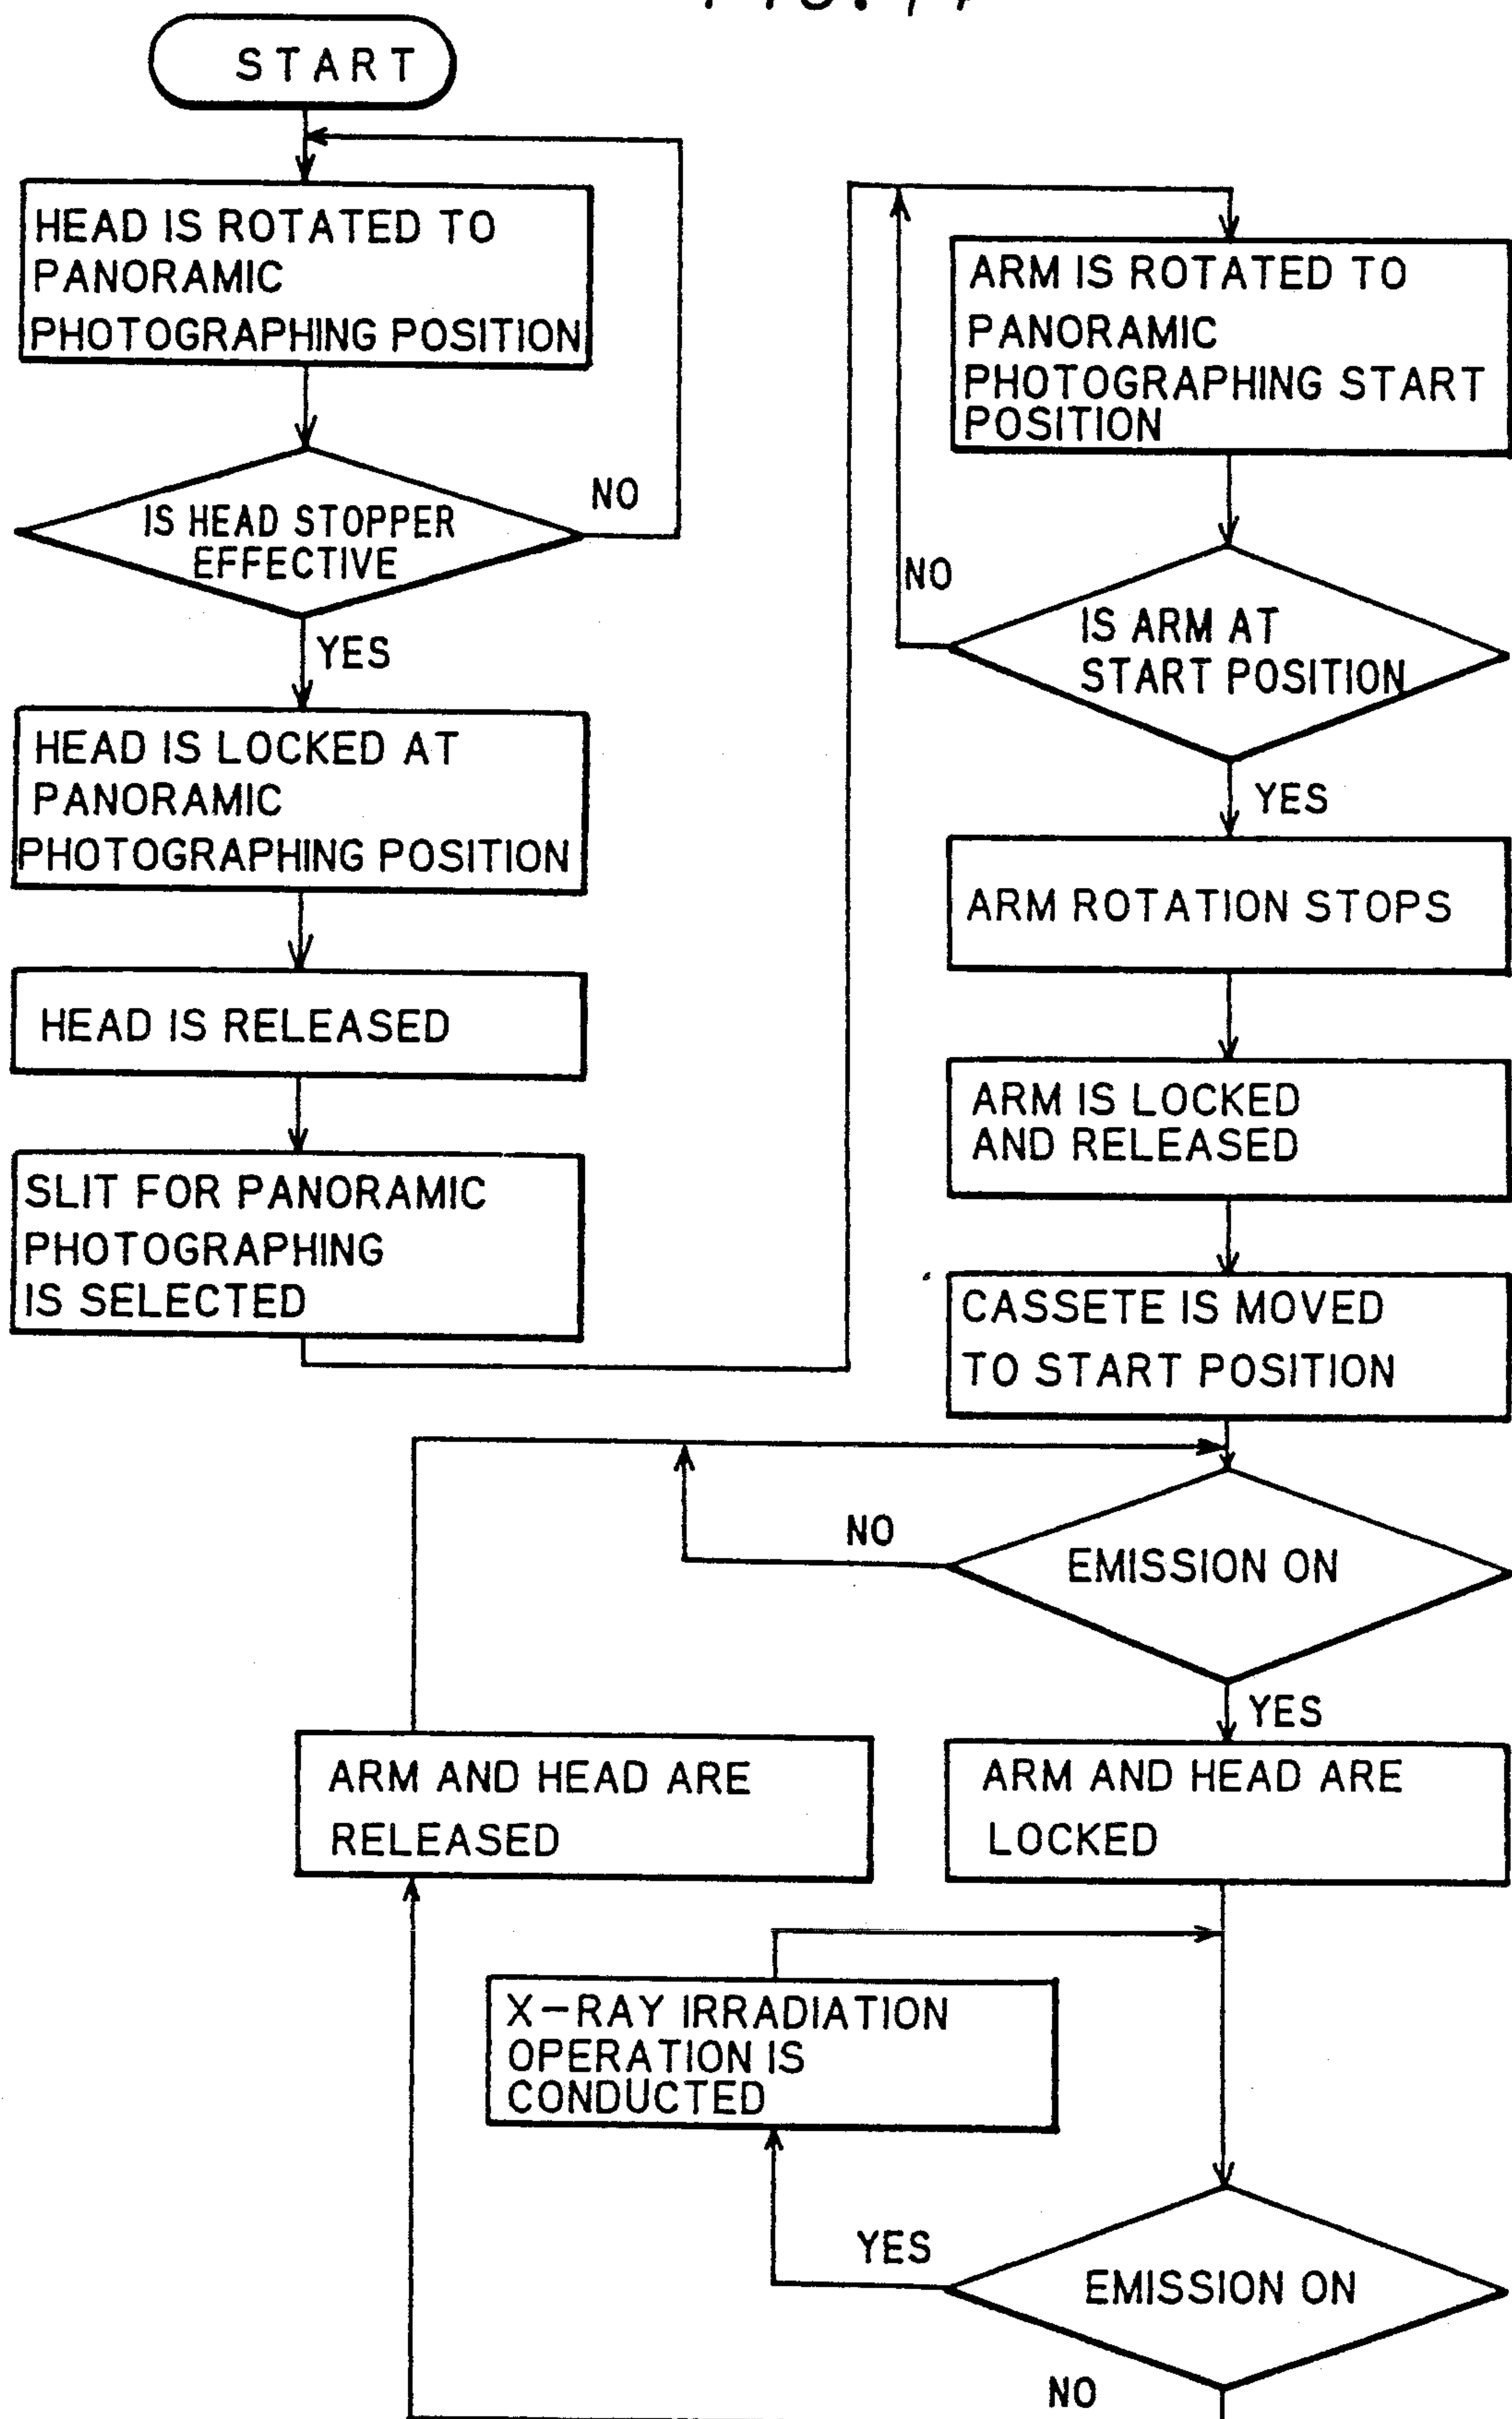 START
HEAD IS ROTATED TO
PANORAMIC
PHOTOGRAPHING POSITION
IS HEAD STOPPER
EFFECTIVE
NO
YES
HEAD IS LOCKED AT
PANORAMIC
PHOTOGRAPHING POSITION
HEAD IS RELEASED
SLIT FOR PANORAMIC
PHOTOGRAPHING
IS SELECTED
ARM IS ROTATED TO
PANORAMIC
PHOTOGRAPHING START
POSITION
NO
IS ARM AT
START POSITION
YES
ARM ROTATION STOPS
ARM IS LOCKED
AND RELEASED
CASSETE IS MOVED
TO START POSITION
NO
EMISSION ON
YES
ARM AND HEAD ARE
RELEASED
ARM AND HEAD ARE
LOCKED
X-RAY IRRADIATION
OPERATION IS
CONDUCTED
YES
EMISSION ON
NO